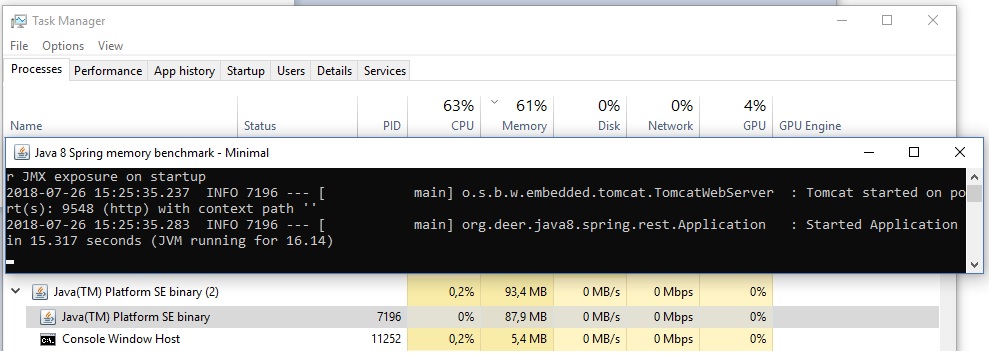 Task Manager
File Options View
Processes Performance App history Startup Users Details Services
63% 61% 0% 0% 4%
Name Status PID CPU Memory Disk Network GPU GPU Engine
Java 8 Spring memory benchmark - Minimal
r JMX exposure on startup
2018-07-26 15:25:35.237  INFO 7196 --- [           main] o.s.b.w.embedded.tomcat.TomcatWebServer  : Tomcat started on po
rt(s): 9548 (http) with context path ''
2018-07-26 15:25:35.283  INFO 7196 --- [           main] org.deer.java8.spring.rest.Application   : Started Application
in 15.317 seconds (JVM running for 16.14)
Java(TM) Platform SE binary (2) 0,2% 93,4 MB 0 MB/s 0 Mbps 0%
Java(TM) Platform SE binary 7196 0% 87,9 MB 0 MB/s 0 Mbps 0%
C:\. Console Window Host 11252 0,2% 5,4 MB 0 MB/s 0 Mbps 0%